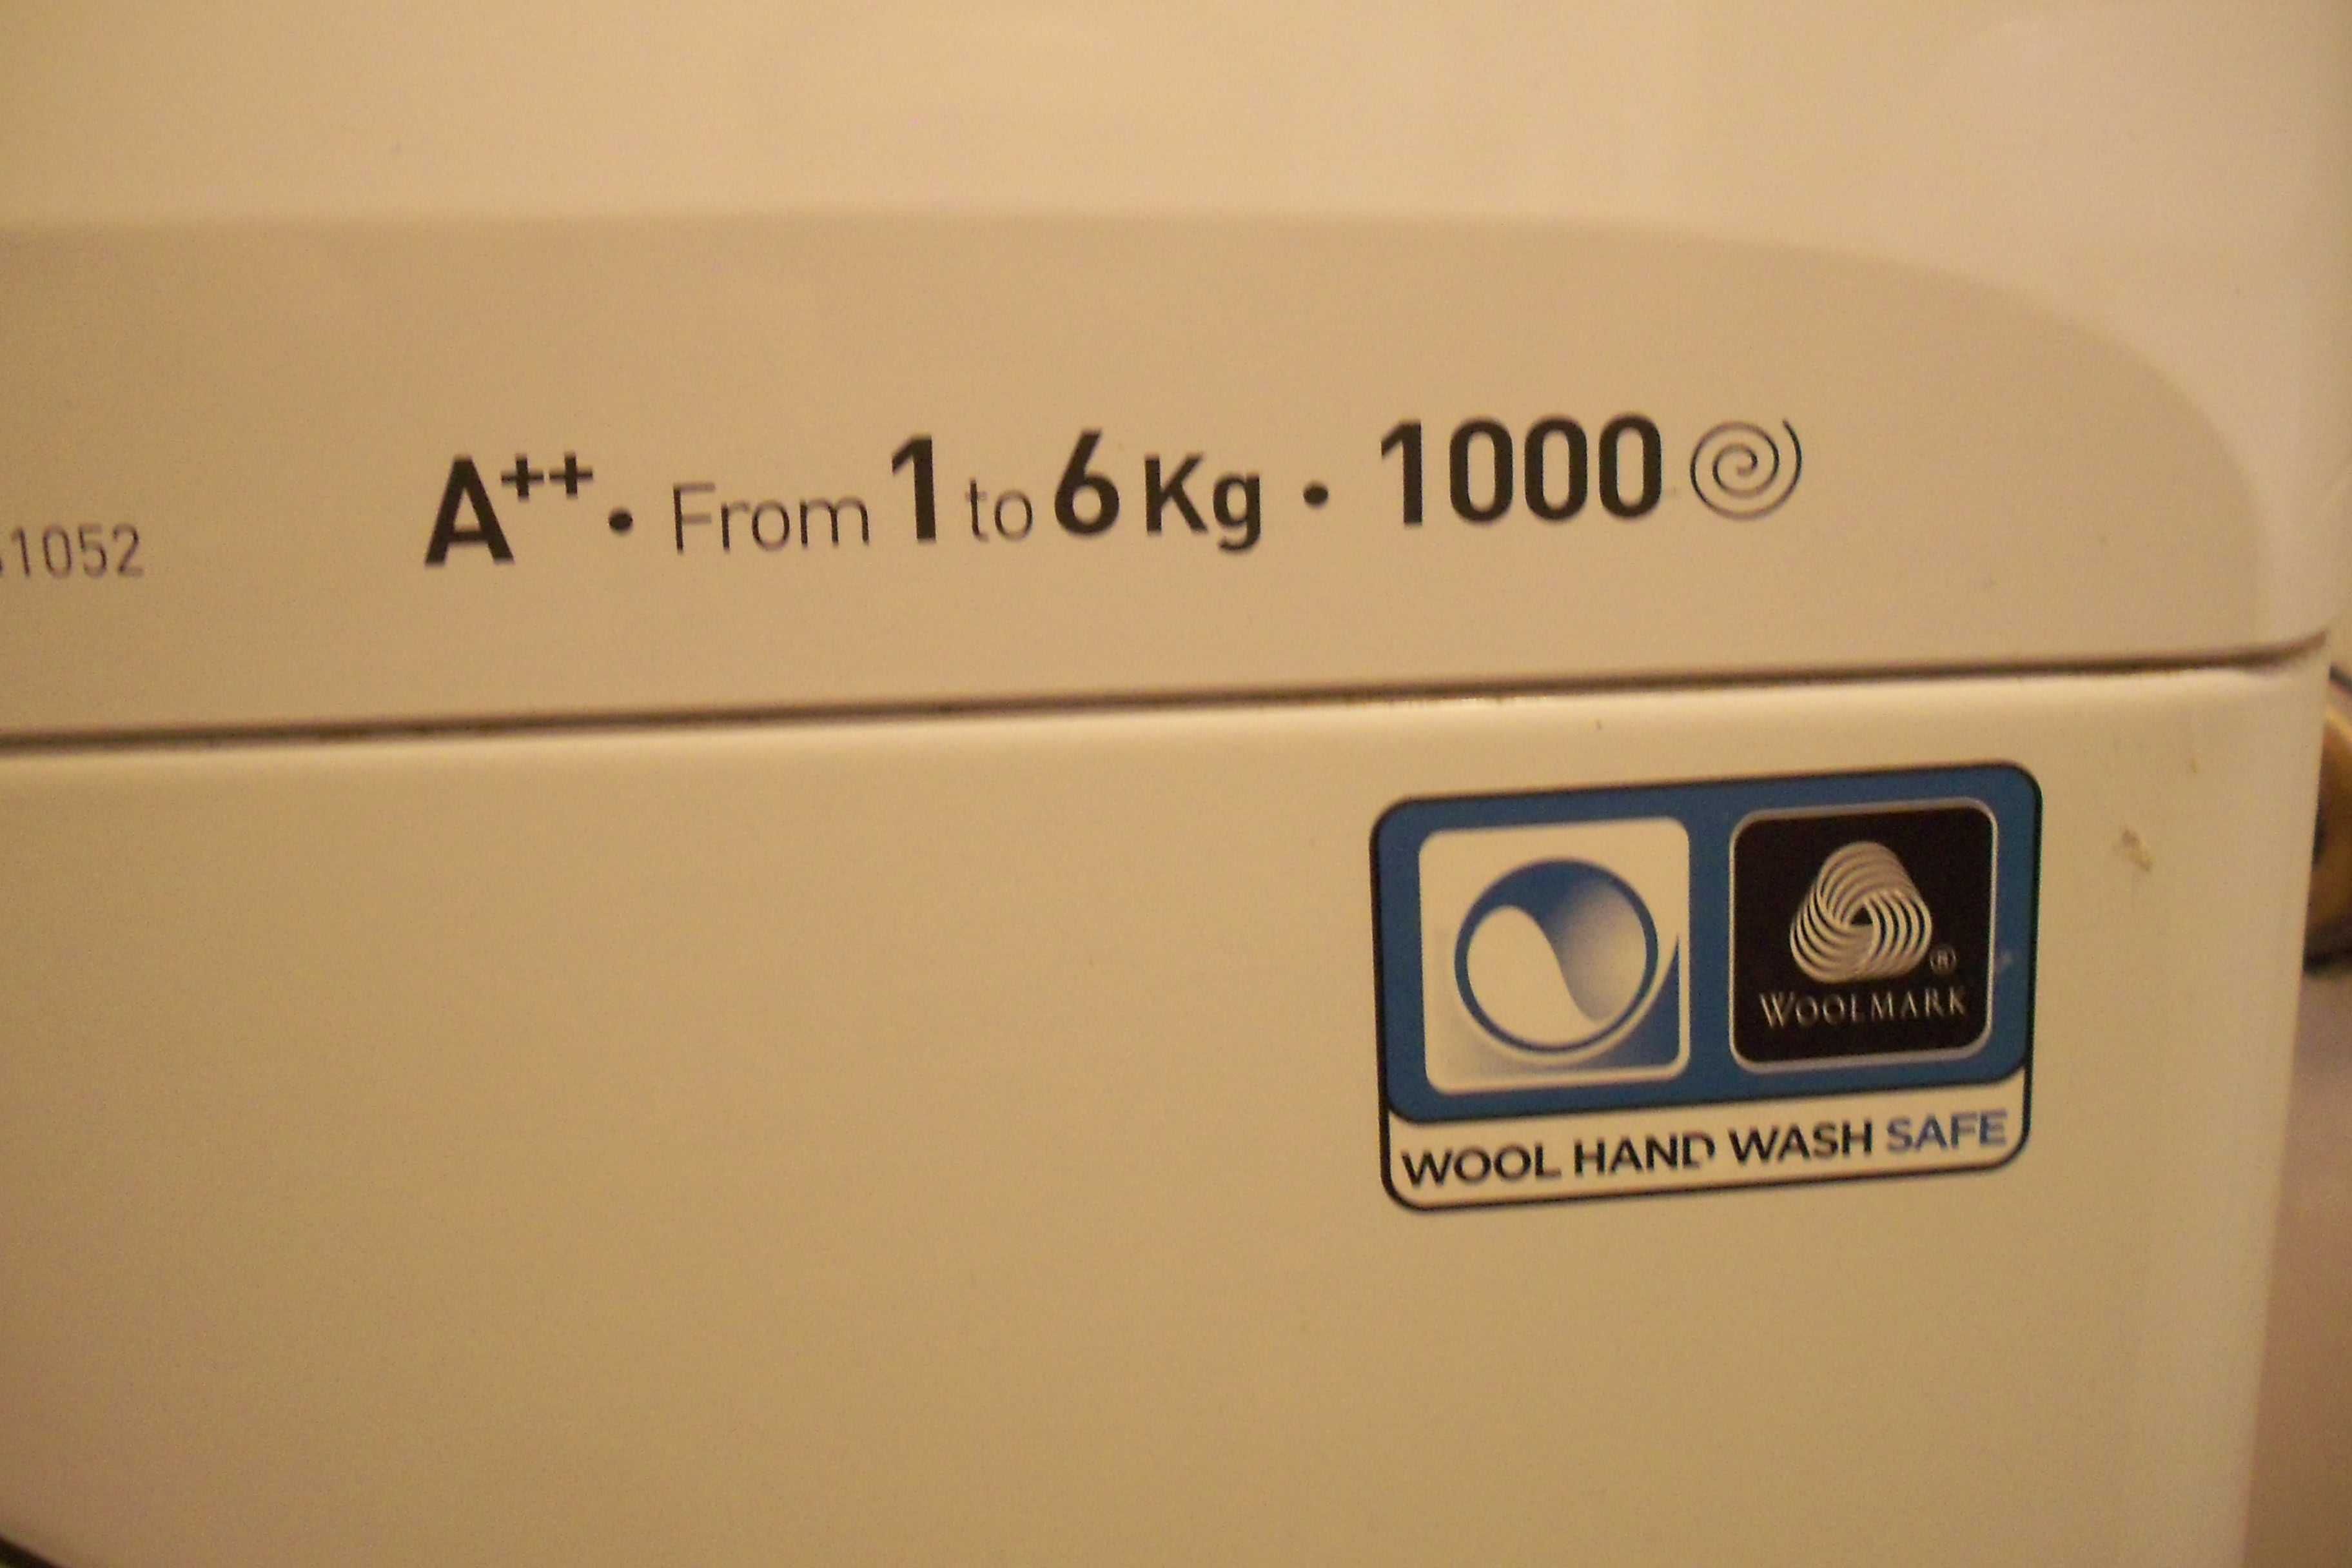 1052
A++ • From 1 to 6 Kg • 1000
WOOLMARK
®
WOOL HAND WASH SAFE